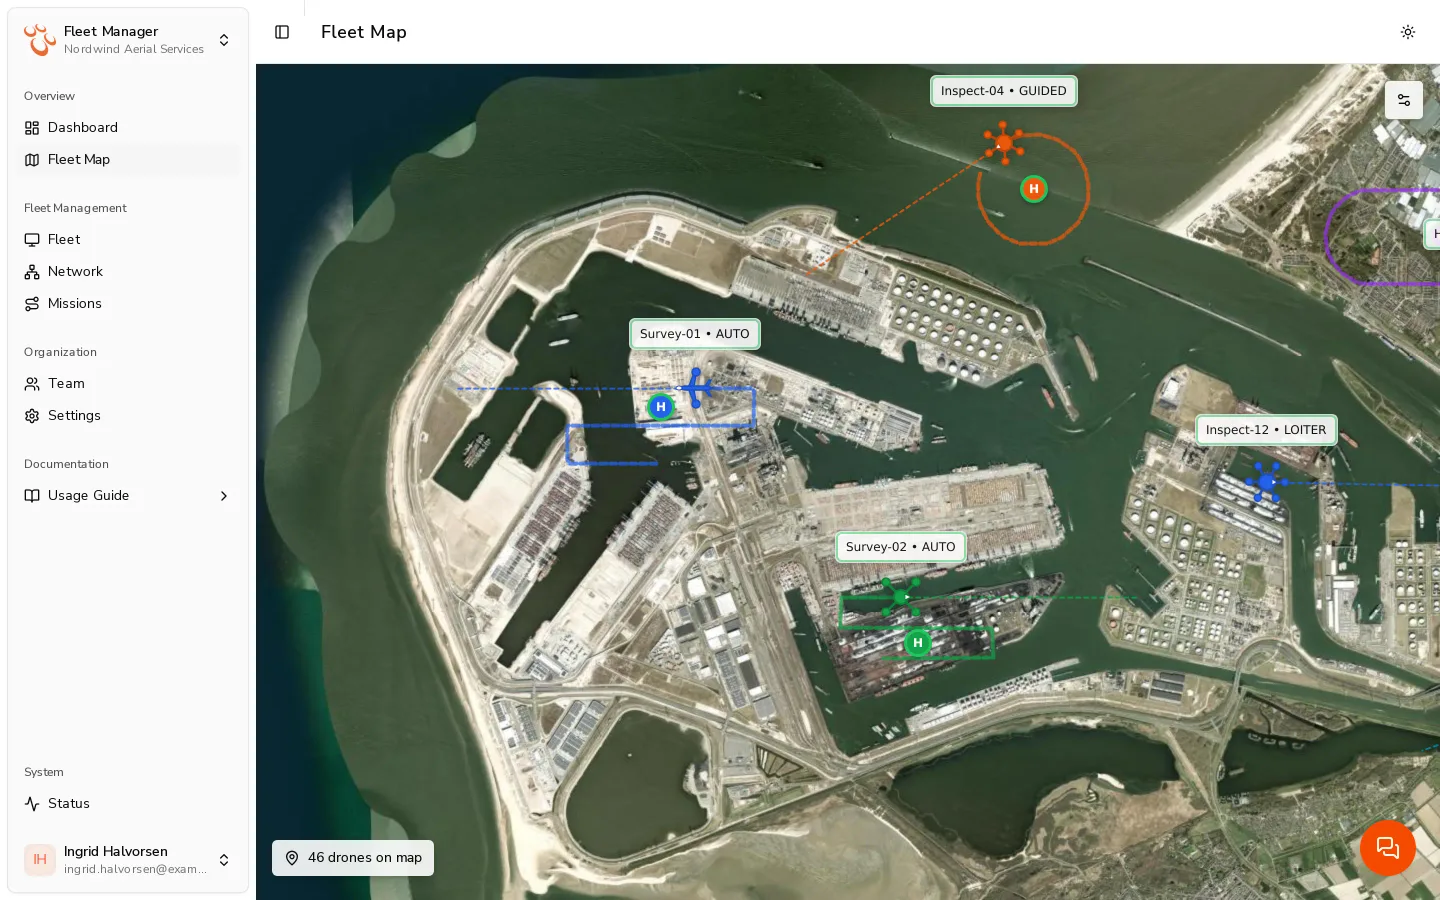 Fleet Manager
Nordwind Aerial Services
Overview
Dashboard
Fleet Map
Fleet Management
Fleet
Network
Missions
Organization
Team
Settings
Documentation
Usage Guide
System
Status
IH
Ingrid Halvorsen
ingrid.halvorsen@exam...
Fleet Map
Inspect-04 • GUIDED
H
H
Survey-01 • AUTO
H
Inspect-12 • LOITER
Survey-02 • AUTO
H
46 drones on map